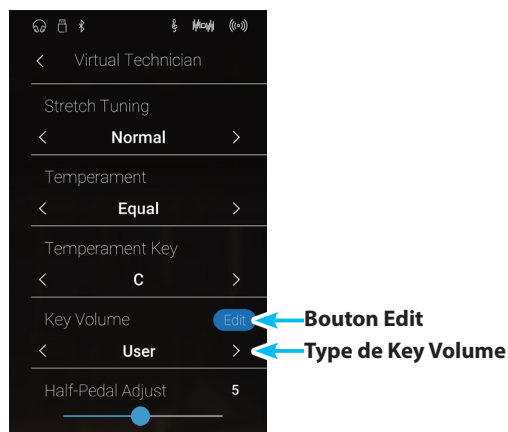 Virtual Technician
Stretch Tuning
Normal
Temperament
Equal
Temperament Key
C
Key Volume Edit Bouton Edit
User Type de Key Volume
Half-Pedal Adjust 5